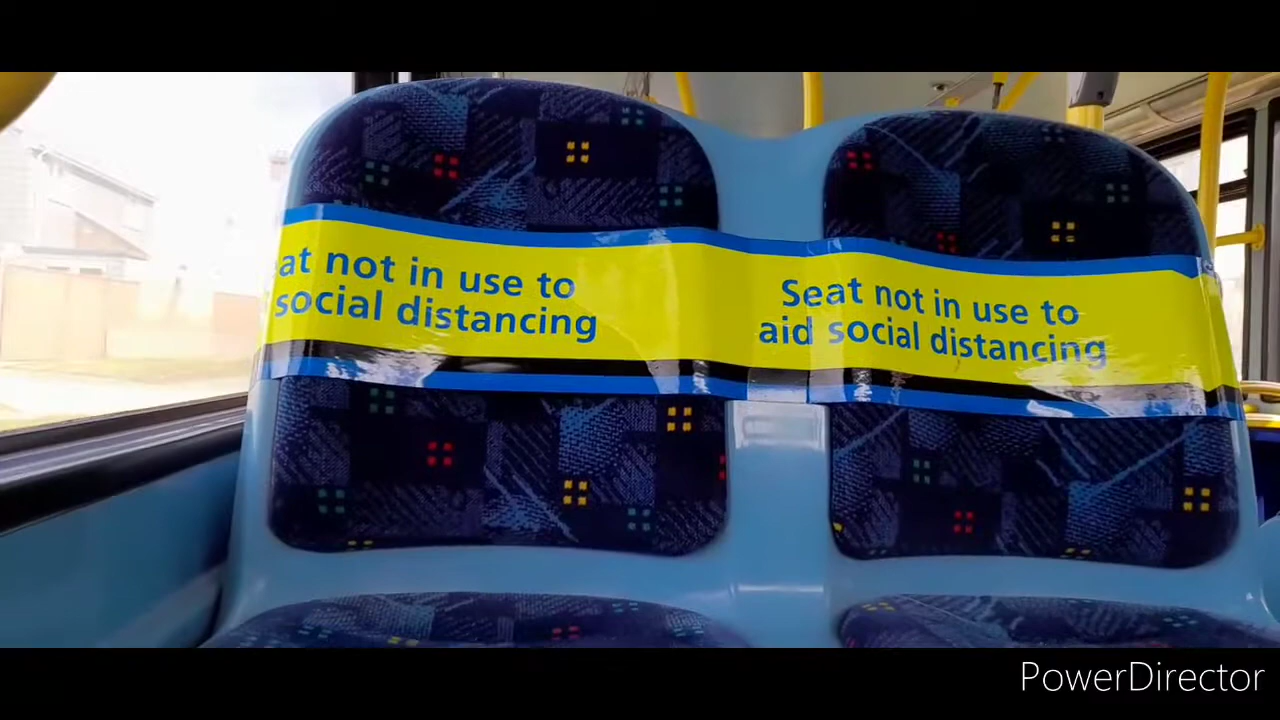 at not in use to
social distancing
Seat not in use to
aid social distancing
PowerDirector